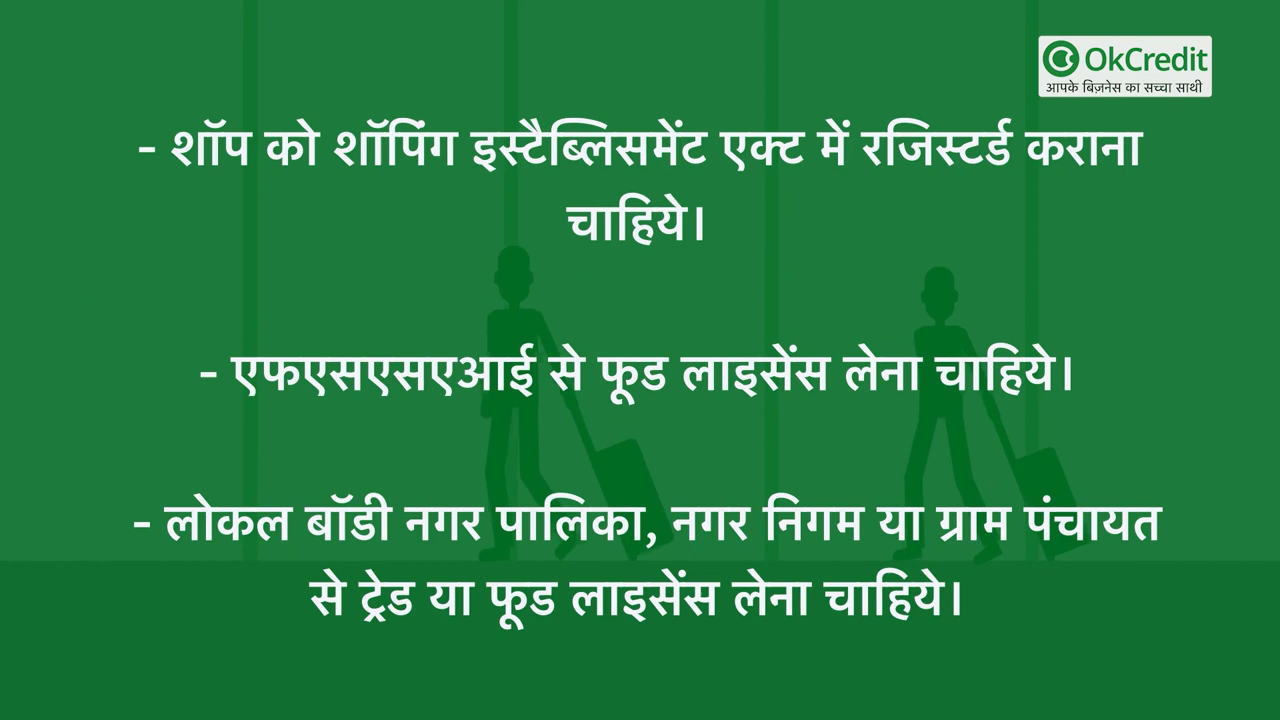 OkCredit
आपके बिज़नेस का सच्चा साथी
- शॉप को शॉपिंग इस्टैब्लिसमेंट एक्ट में रजिस्टर्ड कराना
चाहिये।
- एफएसएसएआई से फूड लाइसेंस लेना चाहिये।
- लोकल बॉडी नगर पालिका, नगर निगम या ग्राम पंचायत
से ट्रेड या फूड लाइसेंस लेना चाहिये।